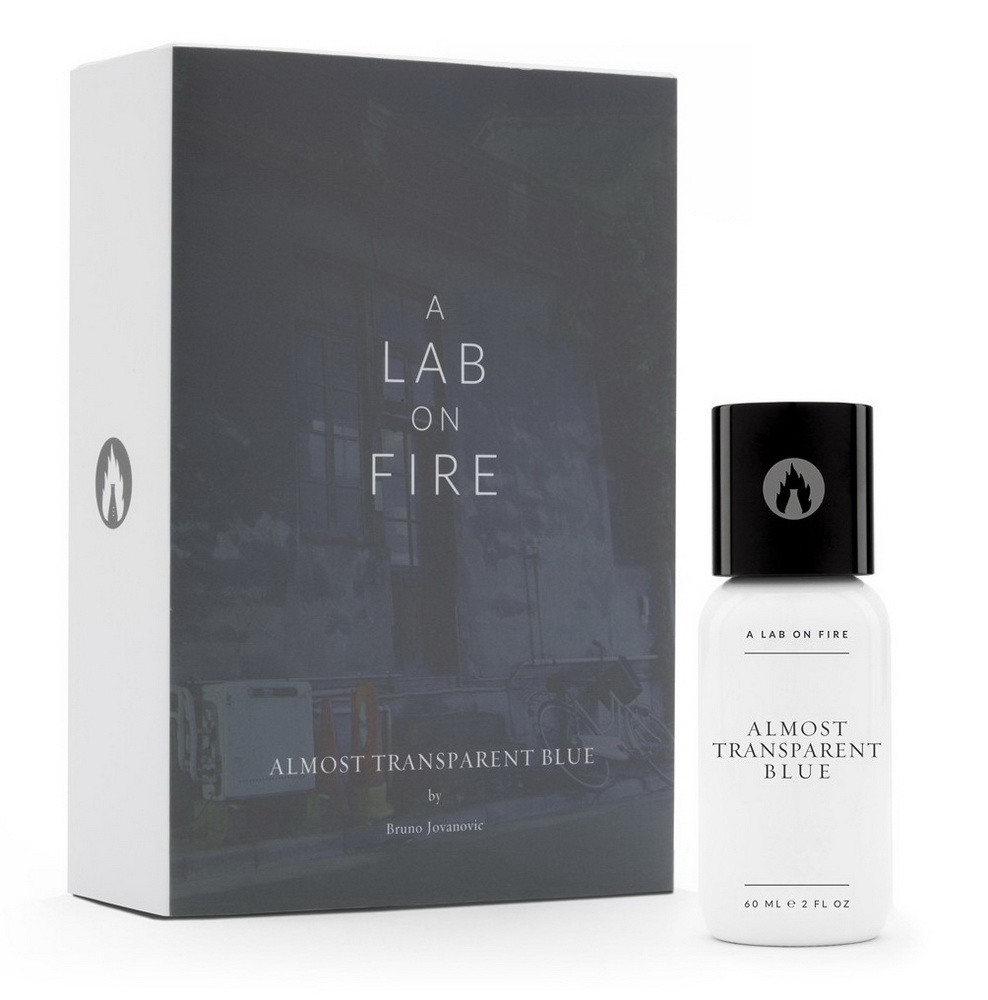 A
LAB
ON
FIRE
ALMOST TRANSPARENT BLUE
by
Bruno Jovanovic
A LAB ON FIRE
ALMOST
TRANSPARENT
BLUE
60 ML ℮ 2 FL OZ